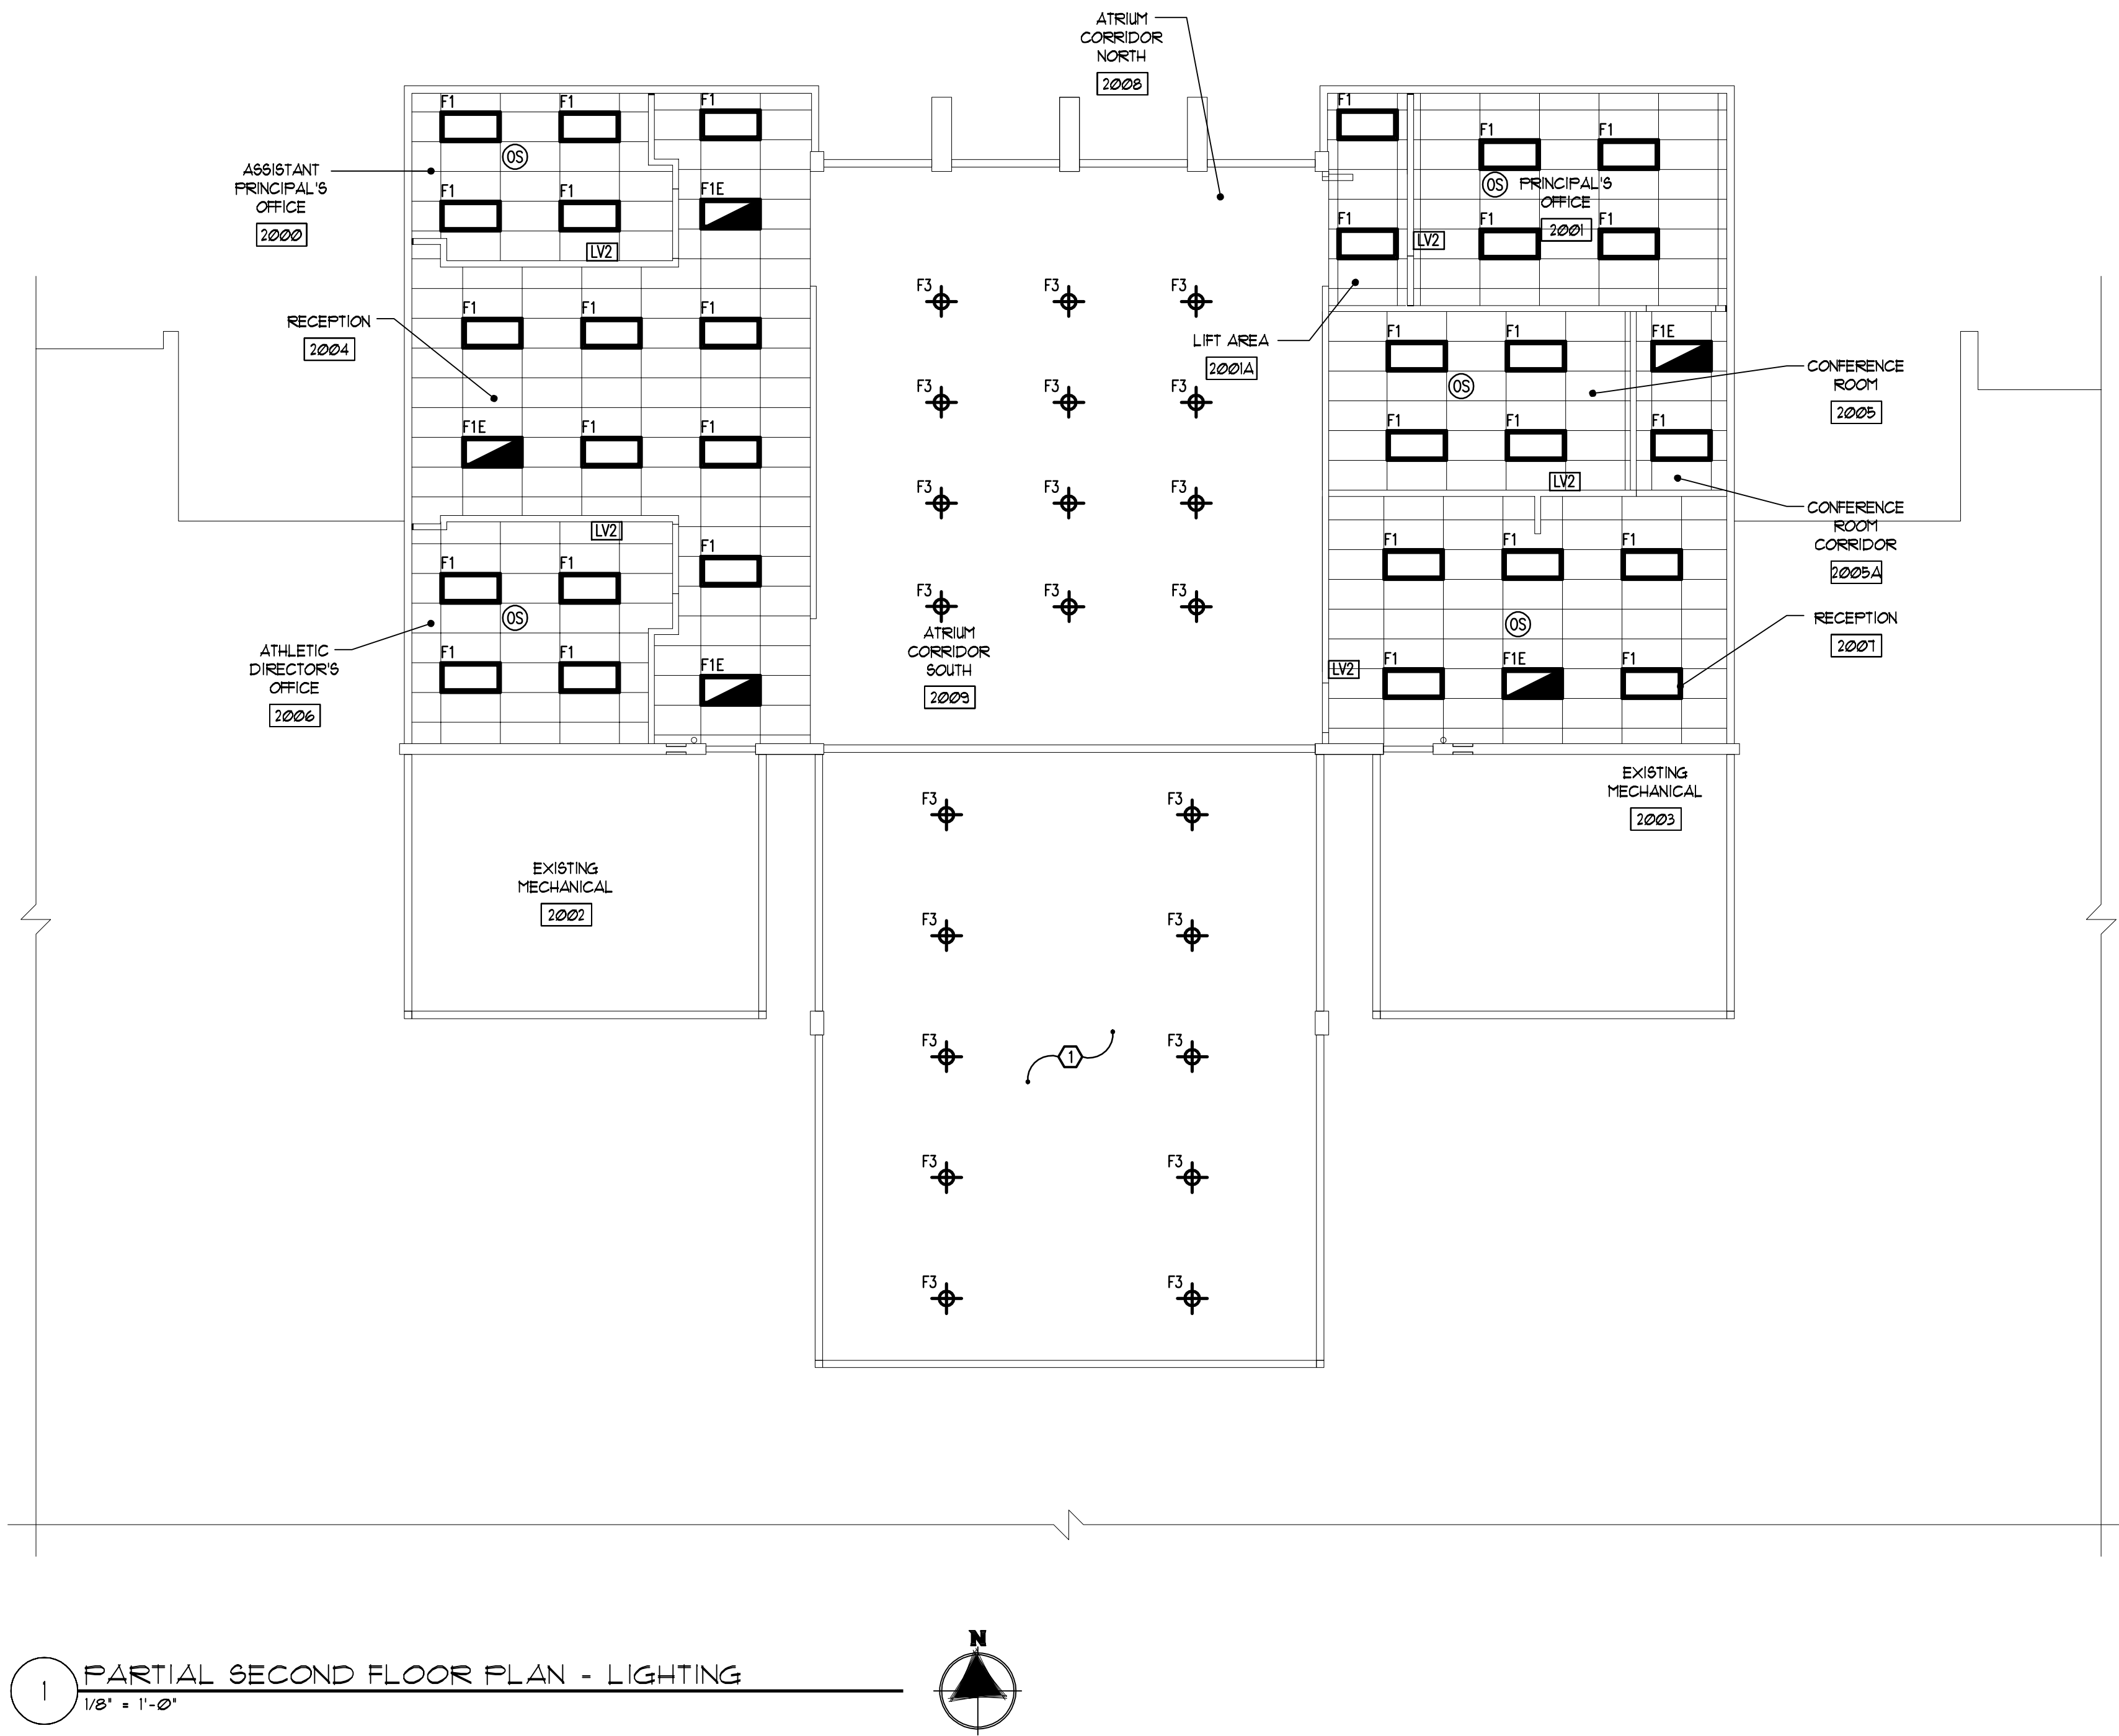 ATRIUM
CORRIDOR
NORTH
2008
F1 F1 F1
F1
F1 F1
OS
ASSISTANT
PRINCIPAL'S
OFFICE
2000
OS PRINCIPAL'S
OFFICE
2001
F1 F1 F1E
F1 F1 F1
LV2
LV2
F3 F3 F3
RECEPTION
2004
F1 F1 F1
LIFT AREA
2001A
F1 F1 F1E
CONFERENCE
ROOM
2005
OS
F3 F3 F3
F1E F1 F1
F1 F1 F1
LV2
F3 F3 F3
CONFERENCE
ROOM
CORRIDOR
2005A
LV2
F1 F1 F1
F1 F1 F1
F3 F3 F3
OS
OS
RECEPTION
2007
ATRIUM
CORRIDOR
SOUTH
2009
ATHLETIC
DIRECTOR'S
OFFICE
2006
F1 F1 F1E
LV2
F1 F1E F1
EXISTING
MECHANICAL
2003
F3 F3
EXISTING
MECHANICAL
2002
F3 F3
F3 F3
1
F3 F3
F3 F3
N
1
PARTIAL SECOND FLOOR PLAN - LIGHTING
1/8" = 1'-0"